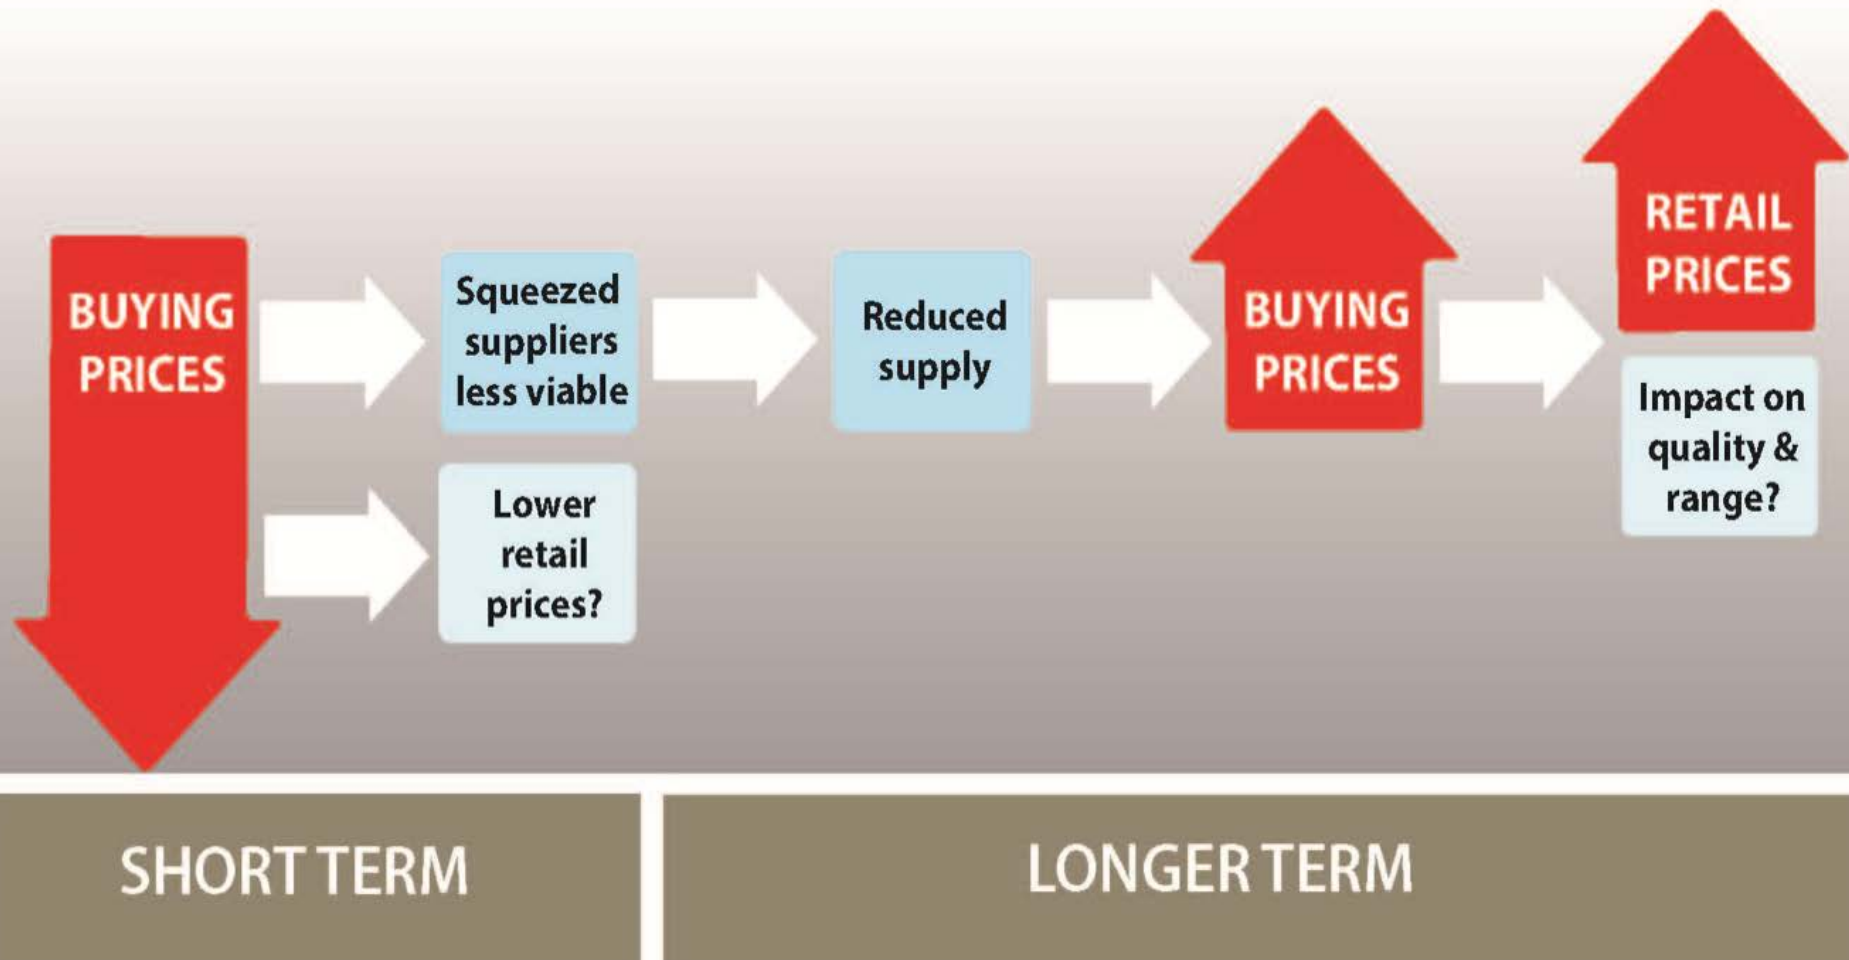 BUYING
PRICES
Squeezed
suppliers
less viable
Lower
retail
prices?
Reduced
supply
BUYING
PRICES
RETAIL
PRICES
Impact on
quality &
range?
SHORT TERM
LONGER TERM